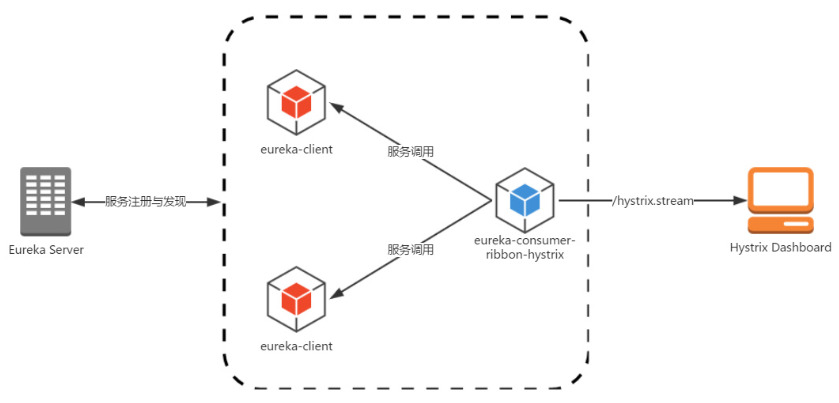 eureka-client
服务调用
服务注册与发现
/hystrix.stream
Eureka Server
eureka-consumer-
ribbon-hystrix
Hystrix Dashboard
服务调用
eureka-client